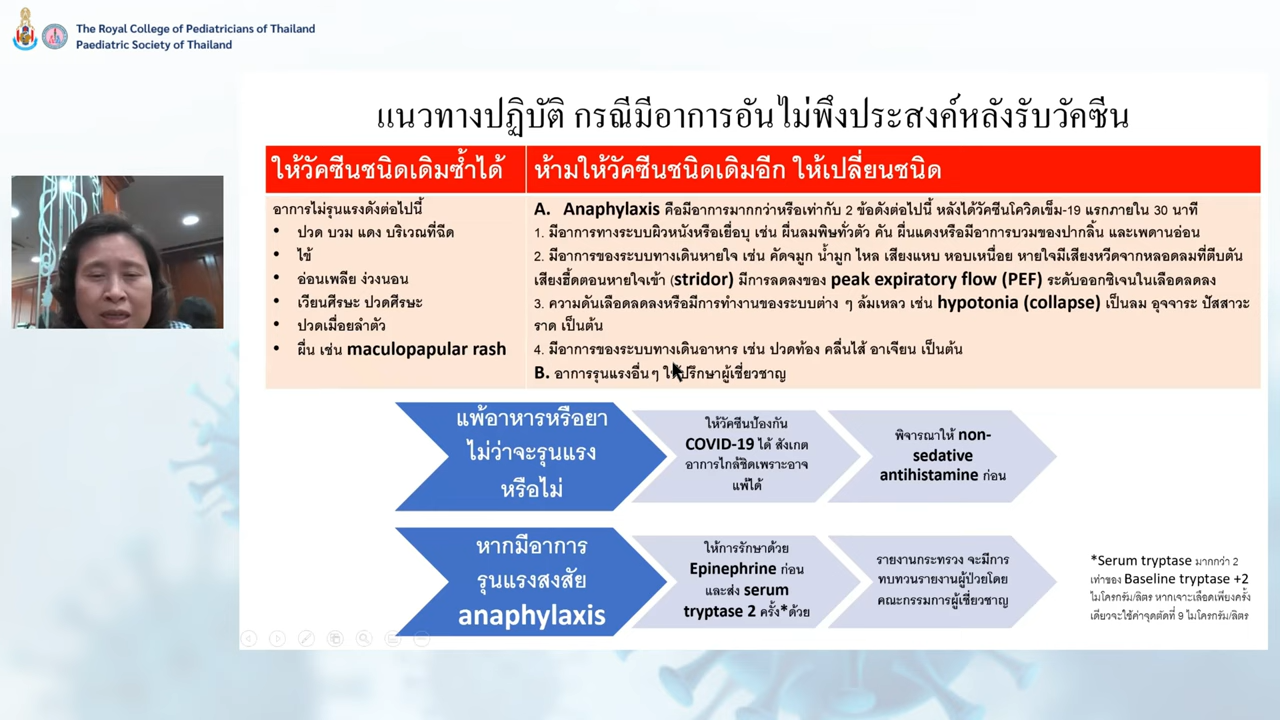 The Royal College of Pediatricians of Thailand
Paediatric Society of Thailand
แนวทางปฏิบัติ กรณีมีอาการอันไม่พึงประสงค์หลังรับวัคซีน
ให้วัคซีนชนิดเดิมซ้ำได้
อาการไม่รุนแรงดังต่อไปนี้
• ปวด บวม แดง บริเวณที่ฉีด
• ไข้
• อ่อนเพลีย ง่วงนอน
• เวียนศีรษะ ปวดศีรษะ
• ปวดเมื่อยลำตัว
• ผื่น เช่น maculopapular rash
ห้ามให้วัคซีนชนิดเดิมอีก ให้เปลี่ยนชนิด
A. Anaphylaxis คือมีอาการมากกว่าหรือเท่ากับ 2 ข้อดังต่อไปนี้ หลังได้วัคซีนโควิดเข็ม-19 แรกภายใน 30 นาที
1. มีอาการทางระบบผิวหนังหรือเยื่อบุ เช่น ผื่นลมพิษทั่วตัว คัน ผื่นแดงหรือมีอาการบวมของปากลิ้น และเพดานอ่อน
2. มีอาการของระบบทางเดินหายใจ เช่น คัดจมูก น้ำมูก ไหล เสียงแหบ หอบเหนื่อย หายใจมีเสียงหวีดจากหลอดลมที่ตีบตัน
เสียงฮื้ดตอนหายใจเข้า (stridor) มีการลดลงของ peak expiratory flow (PEF) ระดับออกซิเจนในเลือดลดลง
3. ความดันเลือดลดลงหรือมีการทำงานของระบบต่าง ๆ ล้มเหลว เช่น hypotonia (collapse) เป็นลม อุจจาระ ปัสสาวะ
ราด เป็นต้น
4. มีอาการของระบบทางเดินอาหาร เช่น ปวดท้อง คลื่นไส้ อาเจียน เป็นต้น
B. อาการรุนแรงอื่นๆ ให้ปรึกษาผู้เชี่ยวชาญ
แพ้อาหารหรือยา
ไม่ว่าจะรุนแรง
หรือไม่
ให้วัคซีนป้องกัน
COVID-19 ได้ สังเกต
อาการใกล้ชิดเพราะอาจ
แพ้ได้
พิจารณาให้ non-
sedative
antihistamine ก่อน
หากมีอาการ
รุนแรงสงสัย
anaphylaxis
ให้การรักษาด้วย
Epinephrine ก่อน
และส่ง serum
tryptase 2 ครั้ง*ด้วย
รายงานกระทรวง จะมีการ
ทบทวนรายงานผู้ป่วยโดย
คณะกรรมการผู้เชี่ยวชาญ
*Serum tryptase มากกว่า 2
เท่าของ Baseline tryptase +2
ไมโครกรัม/ลิตร หากเจาะเลือดเพียงครั้ง
เดียวจะใช้ค่าจุดตัดที่ 9 ไมโครกรัม/ลิตร